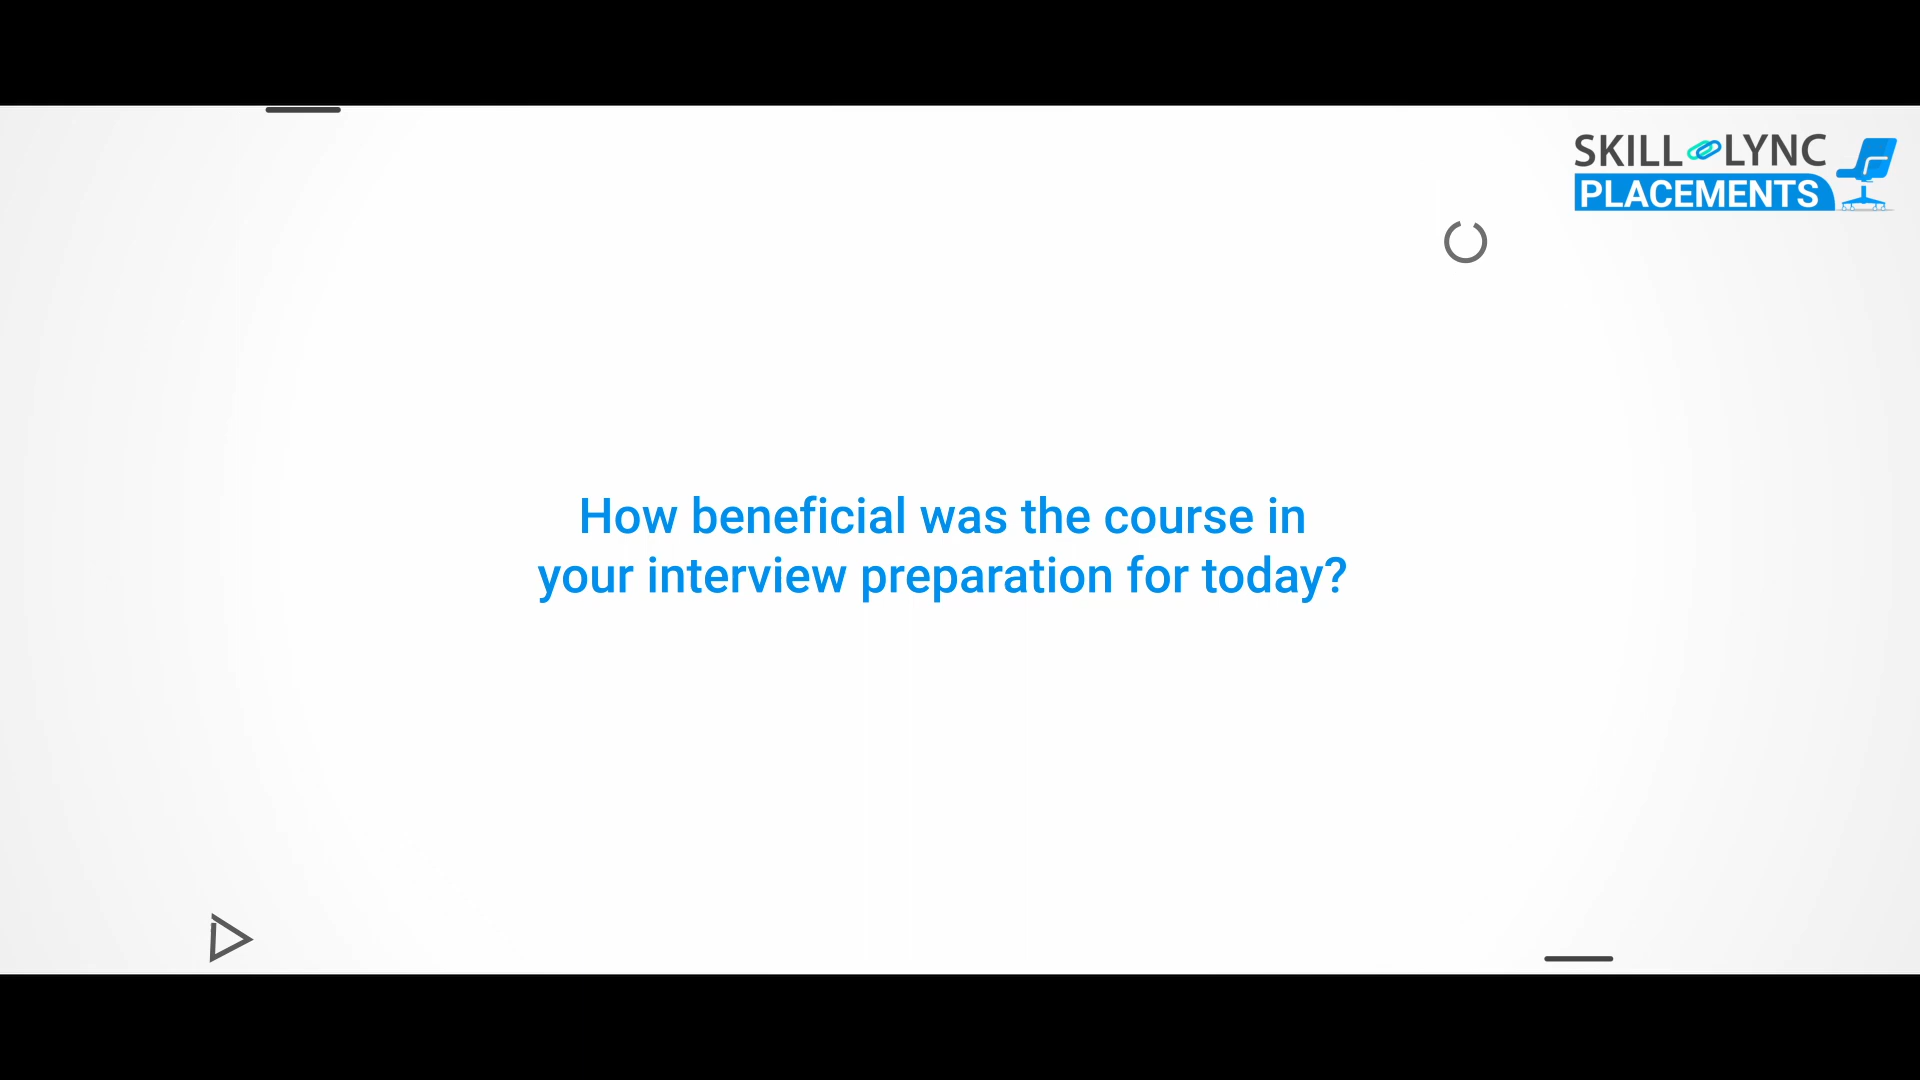 SKILL LYNC
PLACEMENTS
How beneficial was the course in
your interview preparation for today?